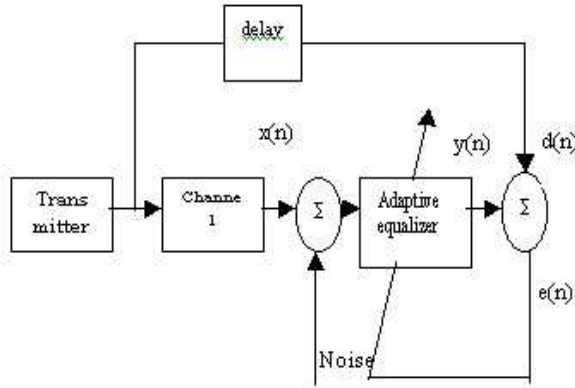 delay
x(n)
y(n)
d(n)
Trans
mitter
Channe
l
Σ
Adaptive
equalizer
Σ
e(n)
Noise